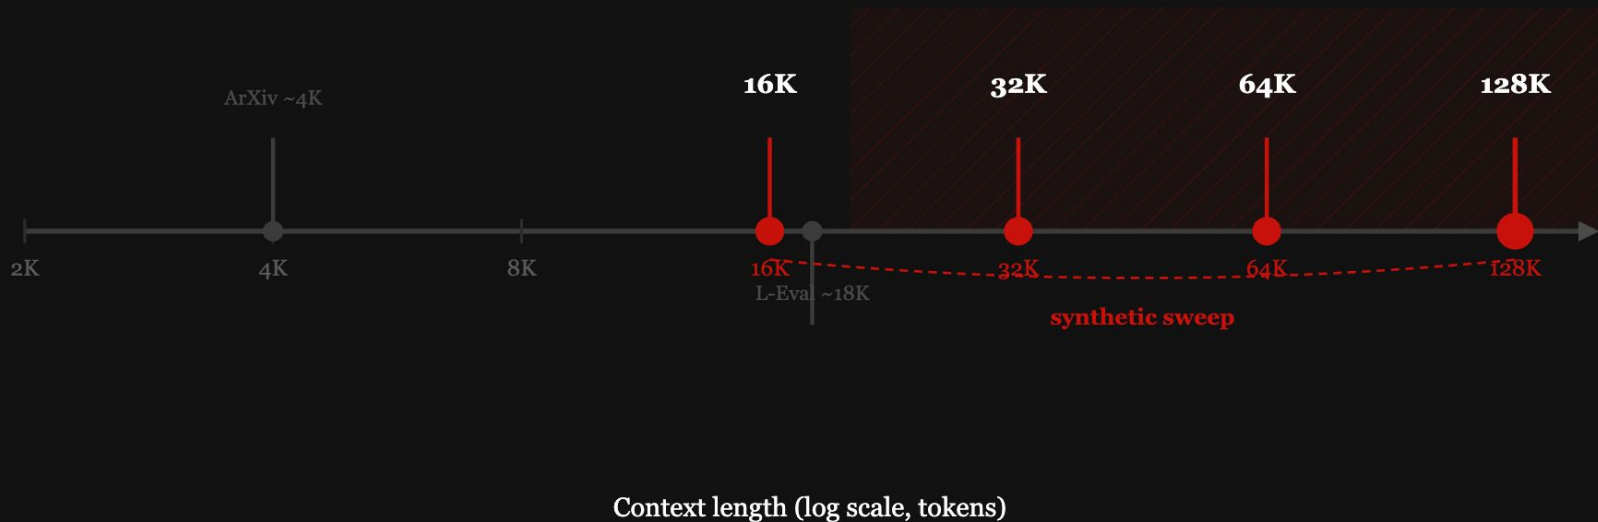 16K
32K
64K
128K
ArXiv ~4K
2K
4K
8K
16K
32K
64K
128K
L-Eval ~18K
synthetic sweep
Context length (log scale, tokens)